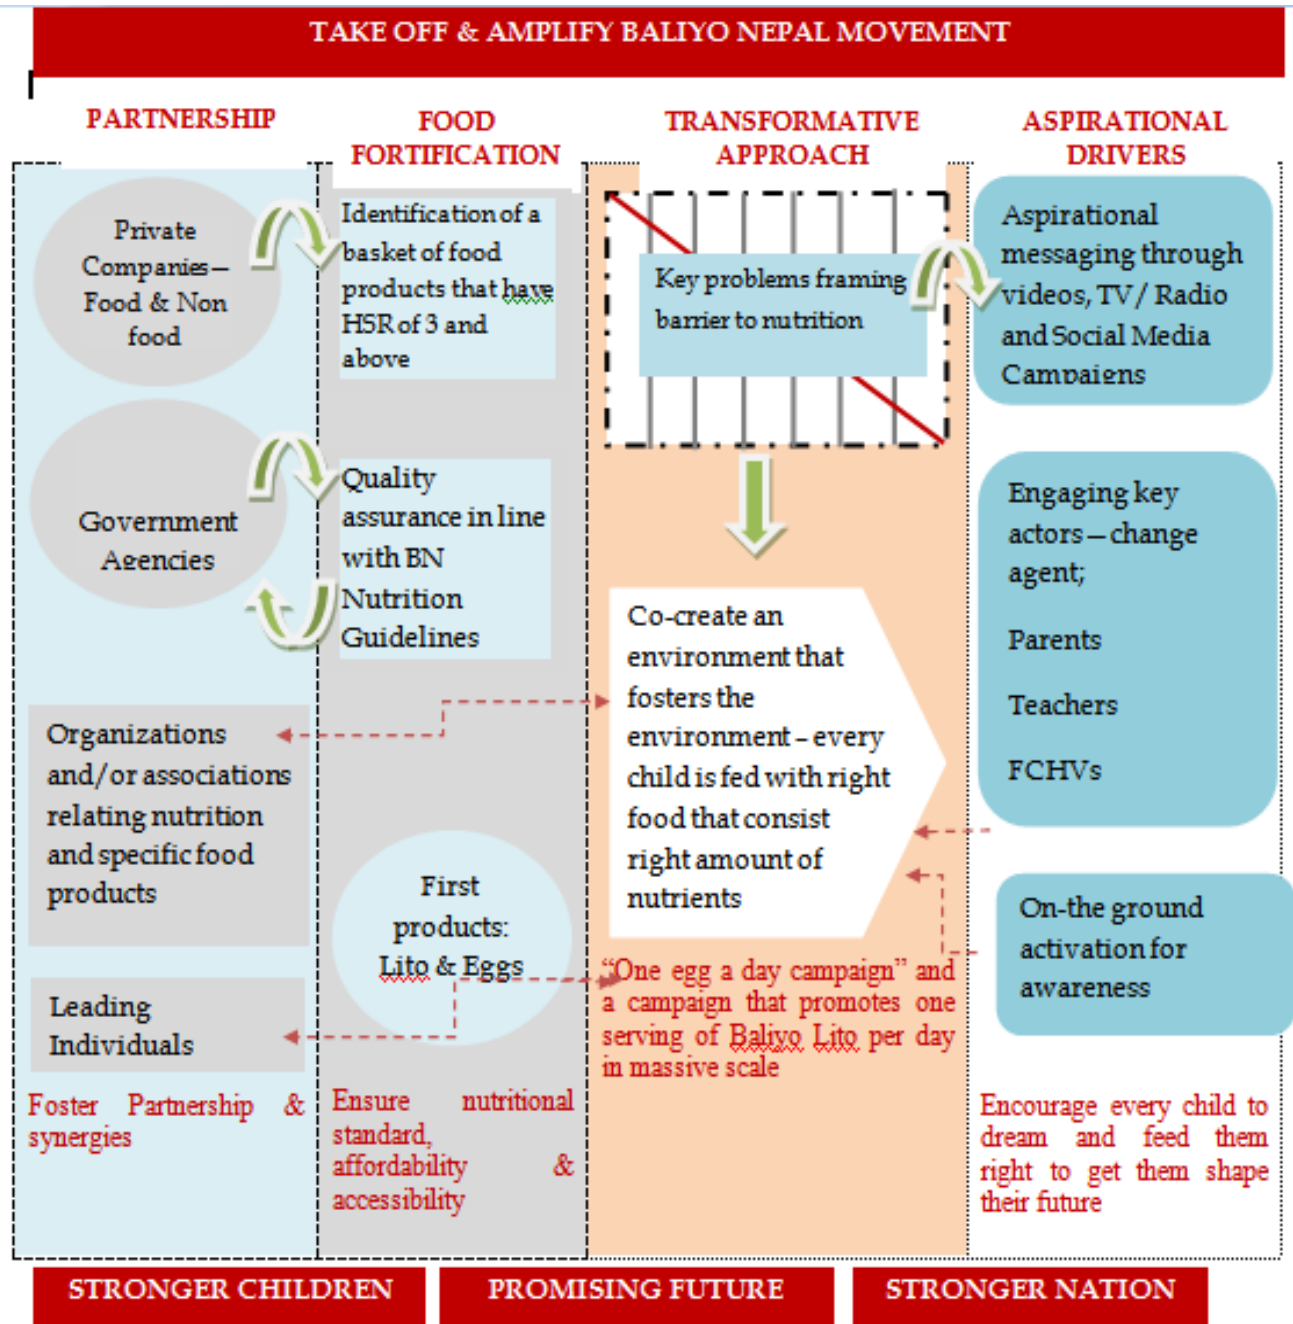 TAKE OFF & AMPLIFY BALIYO NEPAL MOVEMENT
PARTNERSHIP
Private
Companies—
Food & Non
food
Government
Agencies
Organizations
and/or associations
relating nutrition
and specific food
products
Leading
Individuals
Foster Partnership &
synergies
FOOD
FORTIFICATION
Identification of a
basket of food
products that have
HSR of 3 and
above
Quality
assurance in line
with BN
Nutrition
Guidelines
First
products:
Lito & Eggs
Ensure nutritional
standard,
affordability &
accessibility
TRANSFORMATIVE
APPROACH
Key problems framing
barrier to nutrition
Co-create an
environment that
fosters the
environment – every
child is fed with right
food that consist
right amount of
nutrients
“One egg a day campaign” and
a campaign that promotes one
serving of Baliyo Lito per day
in massive scale
ASPIRATIONAL
DRIVERS
Aspirational
messaging through
videos, TV/ Radio
and Social Media
Campaigns
Engaging key
actors — change
agent;
Parents
Teachers
FCHVs
On-the ground
activation for
awareness
Encourage every child to
dream and feed them
right to get them shape
their future
STRONGER CHILDREN
PROMISING FUTURE
STRONGER NATION